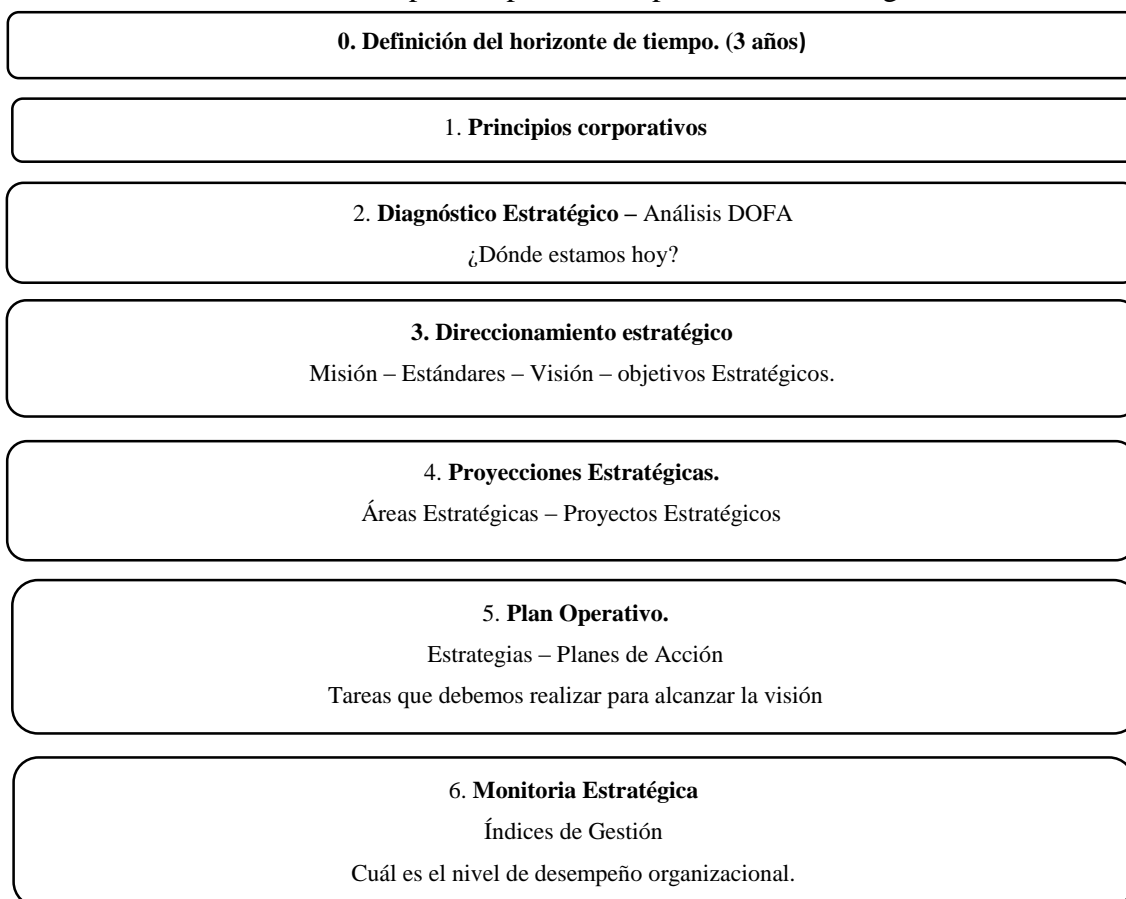 0. Definición del horizonte de tiempo. (3 años)
1. Principios corporativos
2. Diagnóstico Estratégico – Análisis DOFA
¿Dónde estamos hoy?
3. Direccionamiento estratégico
Misión – Estándares – Visión – objetivos Estratégicos.
4. Proyecciones Estratégicas.
Áreas Estratégicas – Proyectos Estratégicos
5. Plan Operativo.
Estrategias – Planes de Acción
Tareas que debemos realizar para alcanzar la visión
6. Monitoria Estratégica
Índices de Gestión
Cuál es el nivel de desempeño organizacional.